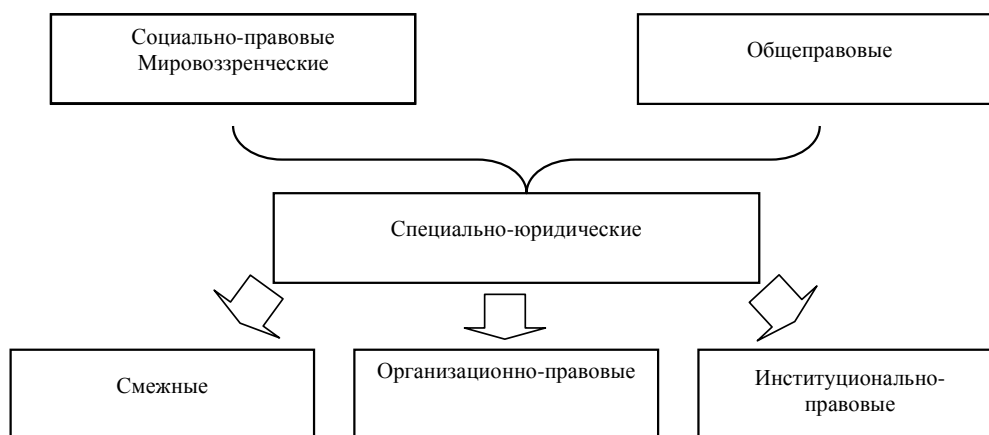 Социально-правовые
Мировоззренческие
Общеправовые
Специально-юридические
Смежные
Организационно-правовые
Институционально-
правовые